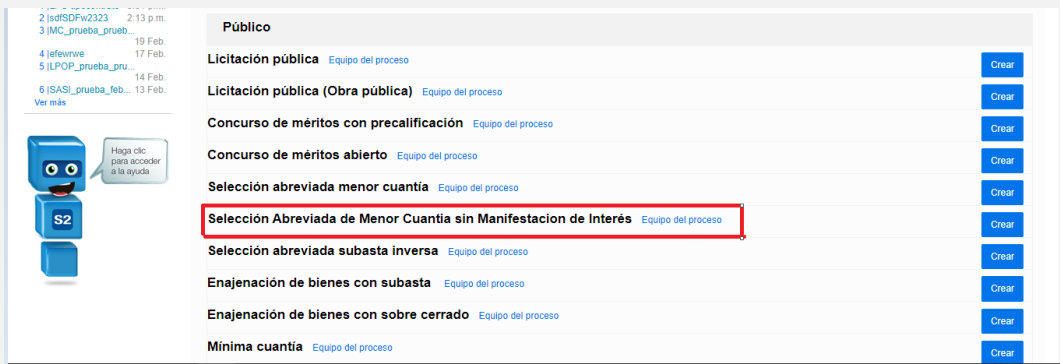 2 |sdfSDFw2323 2:13 p.m.
3 |MC_prueba_prueb...
19 Feb.
4 |efewrwe 17 Feb.
5 |LPOP_prueba_pru...
14 Feb.
6 |SASI_prueba_feb... 13 Feb.
Ver más
Haga clic
para acceder
a la ayuda
S2
Público
Licitación pública Equipo del proceso Crear
Licitación pública (Obra pública) Equipo del proceso Crear
Concurso de méritos con precalificación Equipo del proceso Crear
Concurso de méritos abierto Equipo del proceso Crear
Selección abreviada menor cuantía Equipo del proceso Crear
Selección Abreviada de Menor Cuantia sin Manifestacion de Interés Equipo del proceso Crear
Selección abreviada subasta inversa Equipo del proceso Crear
Enajenación de bienes con subasta Equipo del proceso Crear
Enajenación de bienes con sobre cerrado Equipo del proceso Crear
Mínima cuantía Equipo del proceso Crear